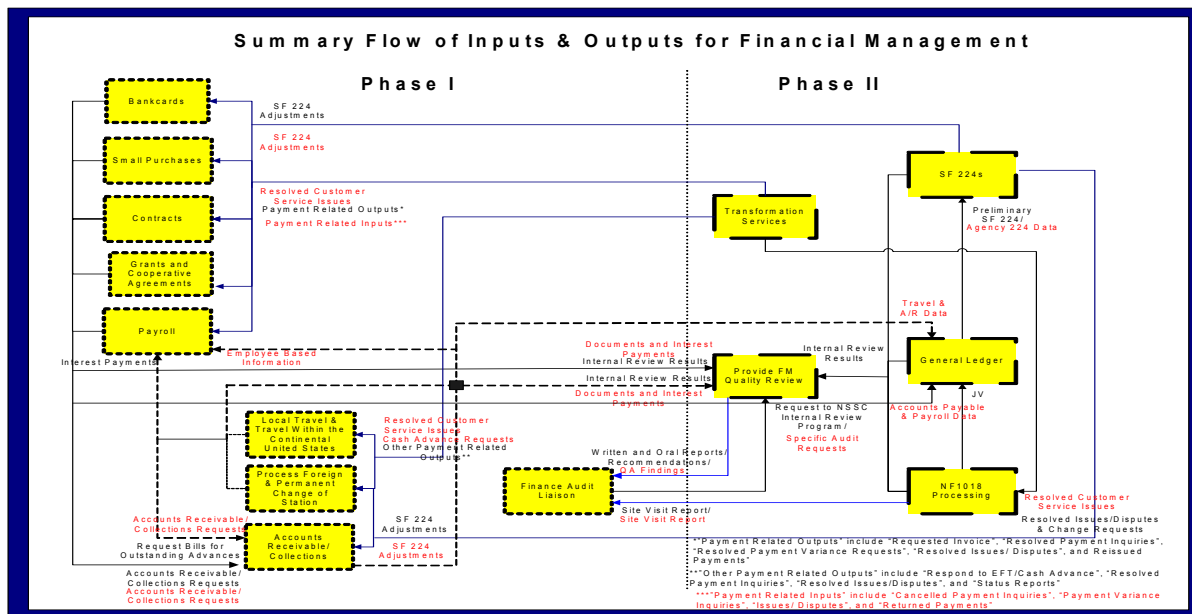 Summary Flow of Inputs & Outputs for Financial Management
Phase I
Phase II
Bankcards
SF 224
Adjustments
SF 224
Adjustments
Small Purchases
SF 224s
Resolved Customer
Service Issues
Payment Related Outputs*
Payment Related Inputs***
Contracts
Transformation
Services
Preliminary
SF 224/
Agency 224 Data
Grants and
Cooperative
Agreements
Travel &
A/R Data
Payroll
Interest Payments
Employee Based
Information
Documents and Interest
Payments
Internal Review Results
Internal Review Results
Documents and Interest
Payments
Provide FM
Quality Review
Internal Review
Results
General Ledger
JV
Accounts Payable
& Payroll Data
Request to NSSC
Internal Review
Program/
Specific Audit
Requests
Local Travel &
Travel Within the
Continental
United States
Resolved Customer
Service Issues
Cash Advance Requests
Other Payment Related
Outputs**
Written and Oral Reports/
Recommendations/
QA Findings
Process Foreign
& Permanent
Change of
Station
Finance Audit
Liaison
NF1018
Processing
Site Visit Report/
Site Visit Report
Resolved Customer
Service Issues
Resolved Issues/Disputes
& Change Requests
Accounts Receivable/
Collections Requests
Request Bills for
Outstanding Advances
Accounts
Receivable/
Collections
SF 224
Adjustments
SF 224
Adjustments
Accounts Receivable/
Collections Requests
Accounts Receivable/
Collections Requests
*"Payment Related Outputs" include "Requested Invoice", "Resolved Payment Inquiries",
"Resolved Payment Variance Requests", "Resolved Issues/ Disputes", and "Reissued
Payments"
**"Other Payment Related Outputs" include "Respond to EFT/Cash Advance", "Resolved
Payment Inquiries", "Resolved Issues/Disputes", and "Status Reports"
***"Payment Related Inputs" include "Cancelled Payment Inquiries", "Payment Variance
Inquiries", "Issues/ Disputes", and "Returned Payments"